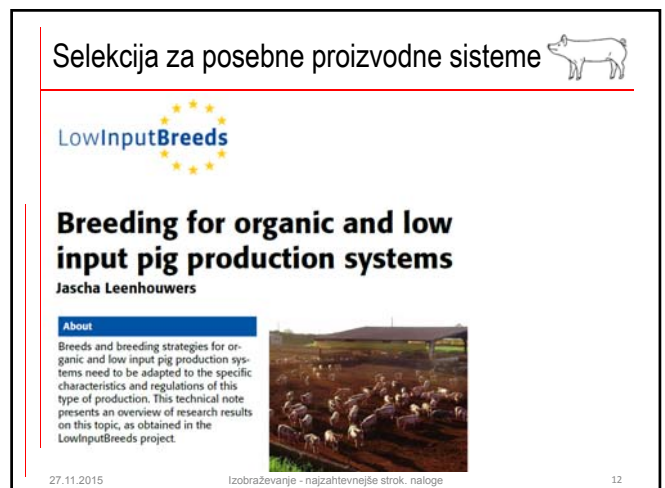 Selekcija za posebne proizvodne sisteme
LowInputBreeds
Breeding for organic and low
input pig production systems
Jascha Leenhouwers
About
Breeds and breeding strategies for or-
ganic and low input pig production sys-
tems need to be adapted to the specific
characteristics and regulations of this
type of production. This technical note
presents an overview of research results
on this topic, as obtained in the
LowInputBreeds project.
27.11.2015
Izobraževanje - najzahtevnejše strok. naloge
12